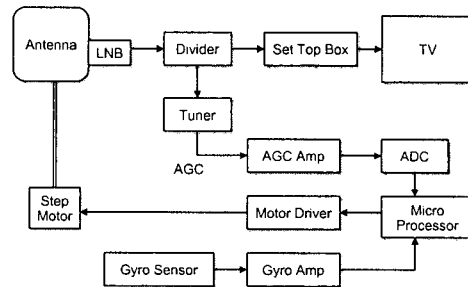 Antenna
LNB
Divider
Set Top Box
TV
Tuner
AGC
AGC Amp
ADC
Step
Motor
Motor Driver
Micro
Processor
Gyro Sensor
Gyro Amp